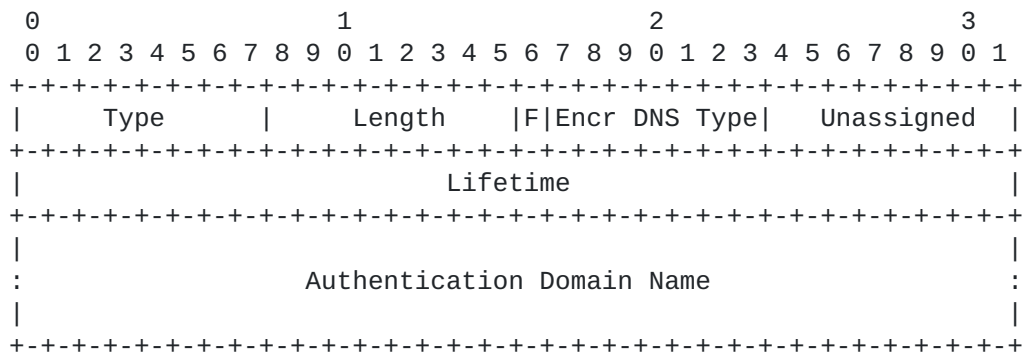 0                   1                   2                   3
 0 1 2 3 4 5 6 7 8 9 0 1 2 3 4 5 6 7 8 9 0 1 2 3 4 5 6 7 8 9 0 1
+-+-+-+-+-+-+-+-+-+-+-+-+-+-+-+-+-+-+-+-+-+-+-+-+-+-+-+-+-+-+-+-+
|     Type      |     Length    |F|Encr DNS Type|   Unassigned  |
+-+-+-+-+-+-+-+-+-+-+-+-+-+-+-+-+-+-+-+-+-+-+-+-+-+-+-+-+-+-+-+-+
|                           Lifetime                            |
+-+-+-+-+-+-+-+-+-+-+-+-+-+-+-+-+-+-+-+-+-+-+-+-+-+-+-+-+-+-+-+-+
|                                                               |
:                  Authentication Domain Name                   :
|                                                               |
+-+-+-+-+-+-+-+-+-+-+-+-+-+-+-+-+-+-+-+-+-+-+-+-+-+-+-+-+-+-+-+-+